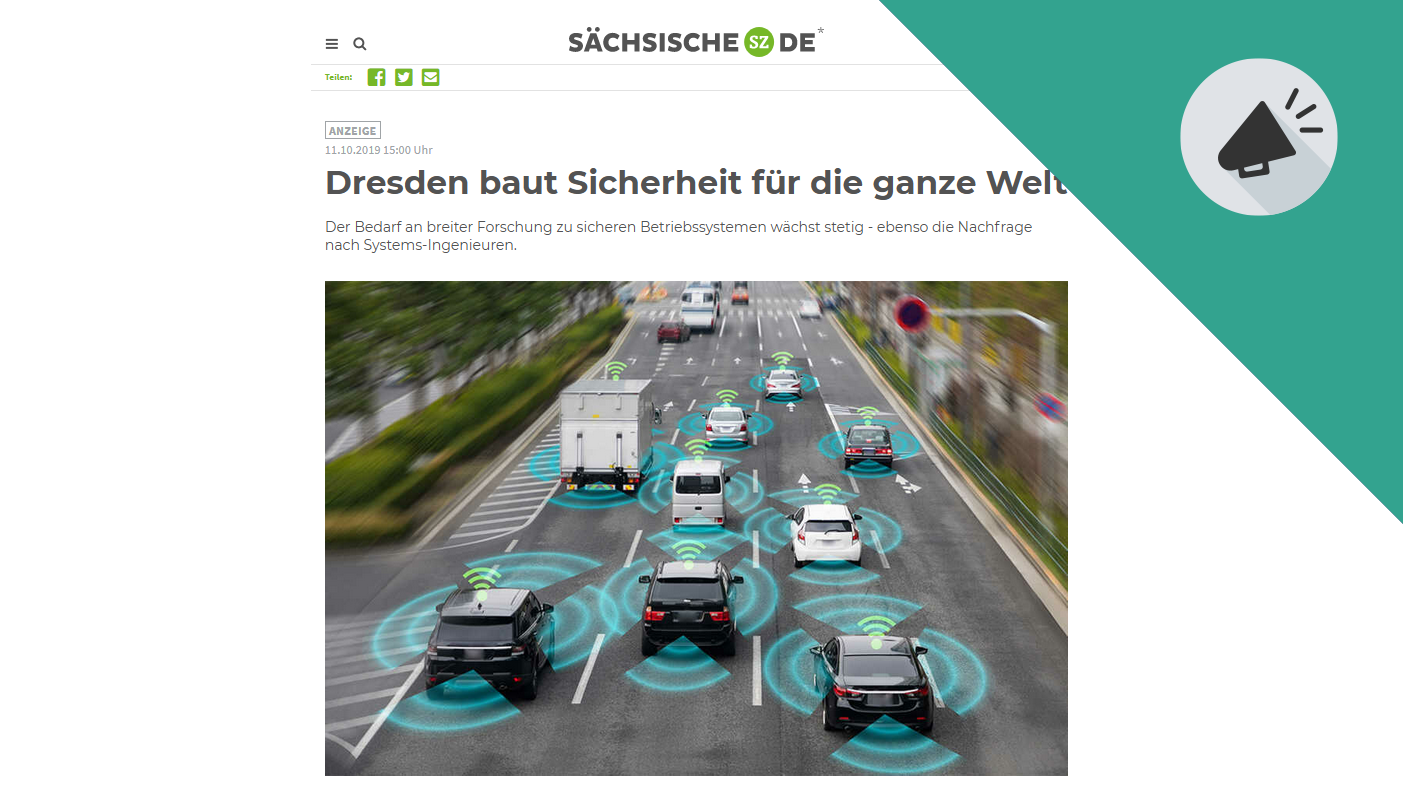 SÄCHSISCHE SZ DE*
Teilen:
ANZEIGE
11.10.2019 15:00 Uhr
Dresden baut Sicherheit für die ganze Welt
Der Bedarf an breiter Forschung zu sicheren Betriebssystemen wächst stetig - ebenso die Nachfrage
nach Systems-Ingenieuren.